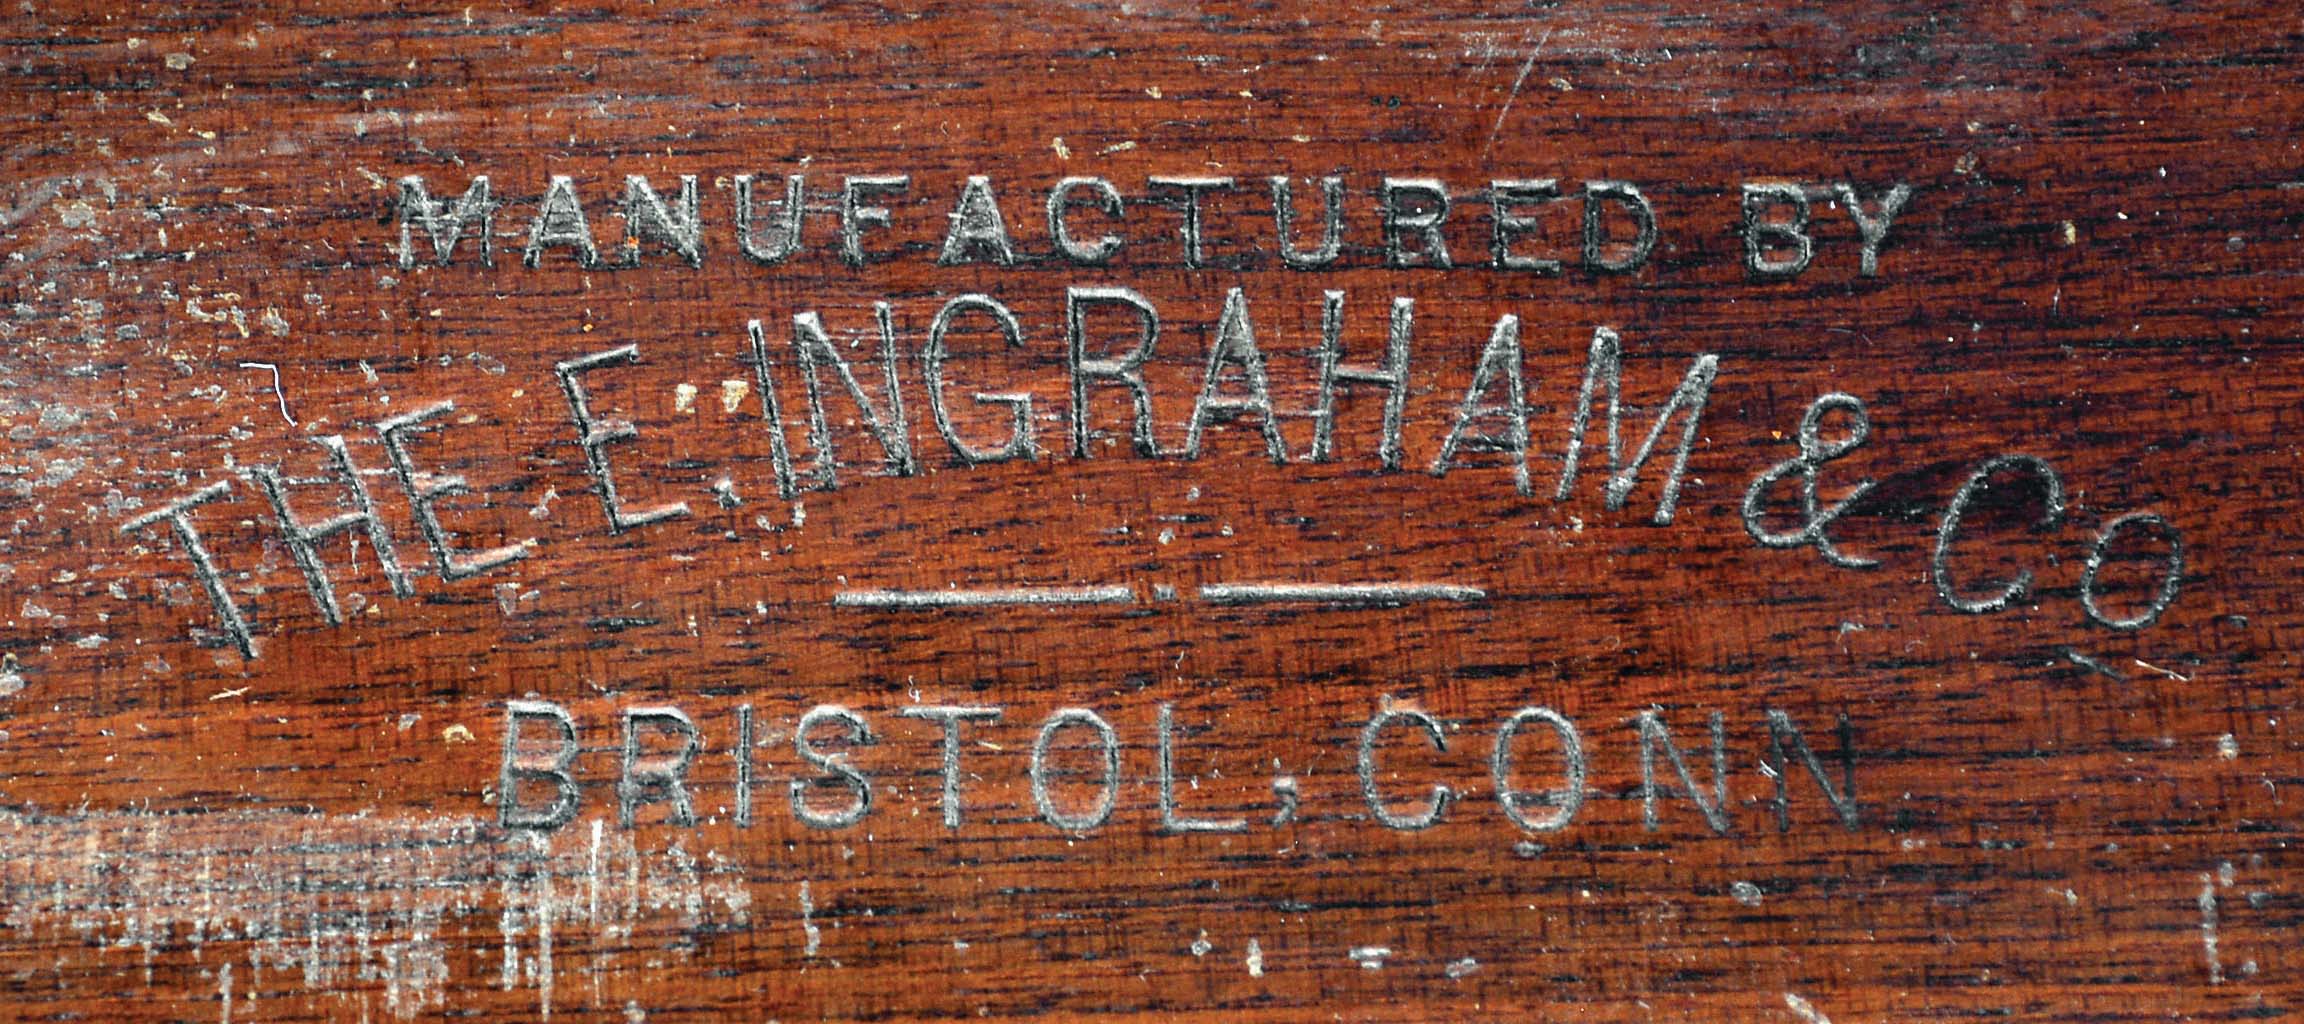 MANUFACTURED BY
THE E. INGRAHAM & CO
BRISTOL, CONN